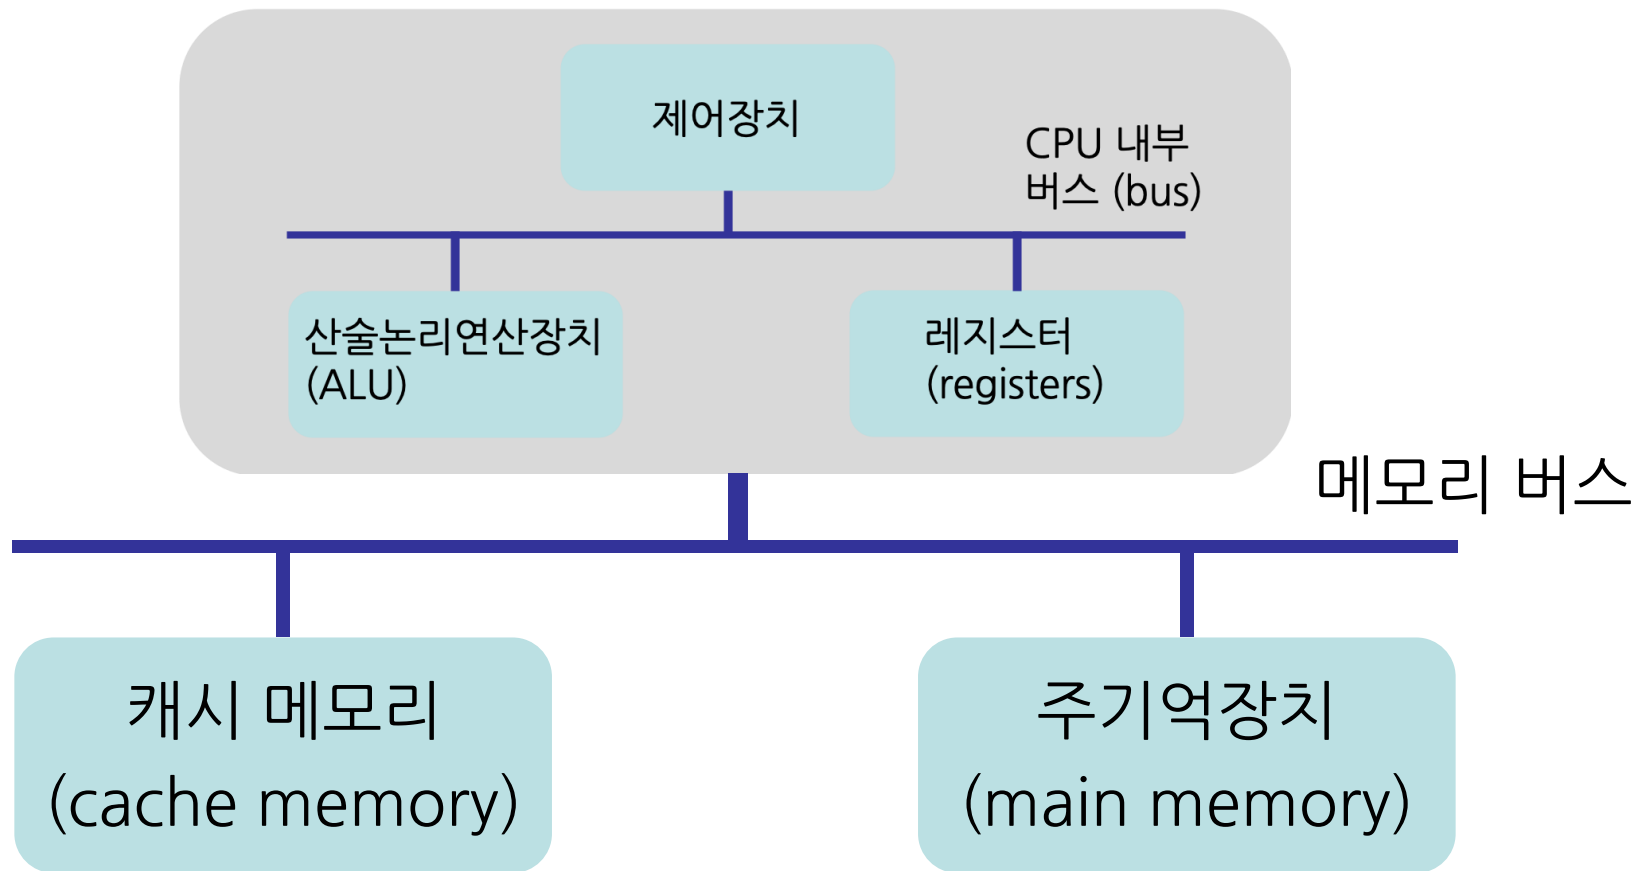 제어장치
CPU 내부
버스 (bus)
산술논리연산장치
(ALU)
레지스터
(registers)
메모리 버스
캐시 메모리
(cache memory)
주기억장치
(main memory)